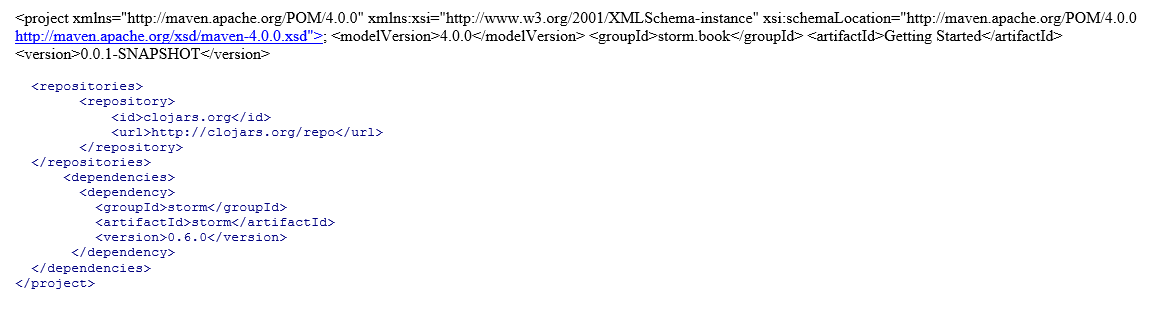 <project xmlns="http://maven.apache.org/POM/4.0.0" xmlns:xsi="http://www.w3.org/2001/XMLSchema-instance" xsi:schemaLocation="http://maven.apache.org/POM/4.0.0
http://maven.apache.org/xsd/maven-4.0.0.xsd">; <modelVersion>4.0.0</modelVersion> <groupId>storm.book</groupId> <artifactId>Getting Started</artifactId>
<version>0.0.1-SNAPSHOT</version>
<repositories>
<repository>
<id>clojars.org</id>
<url>http://clojars.org/repo</url>
</repository>
</repositories>
<dependencies>
<dependency>
<groupId>storm</groupId>
<artifactId>storm</artifactId>
<version>0.6.0</version>
</dependency>
</dependencies>
</project>